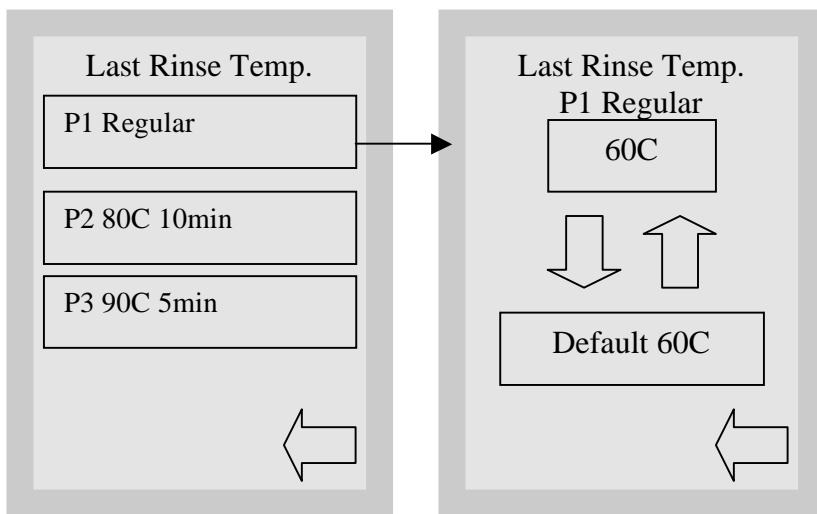 Last Rinse Temp.
P1 Regular
P2 80C 10min
P3 90C 5min
Last Rinse Temp.
P1 Regular
60C
Default 60C